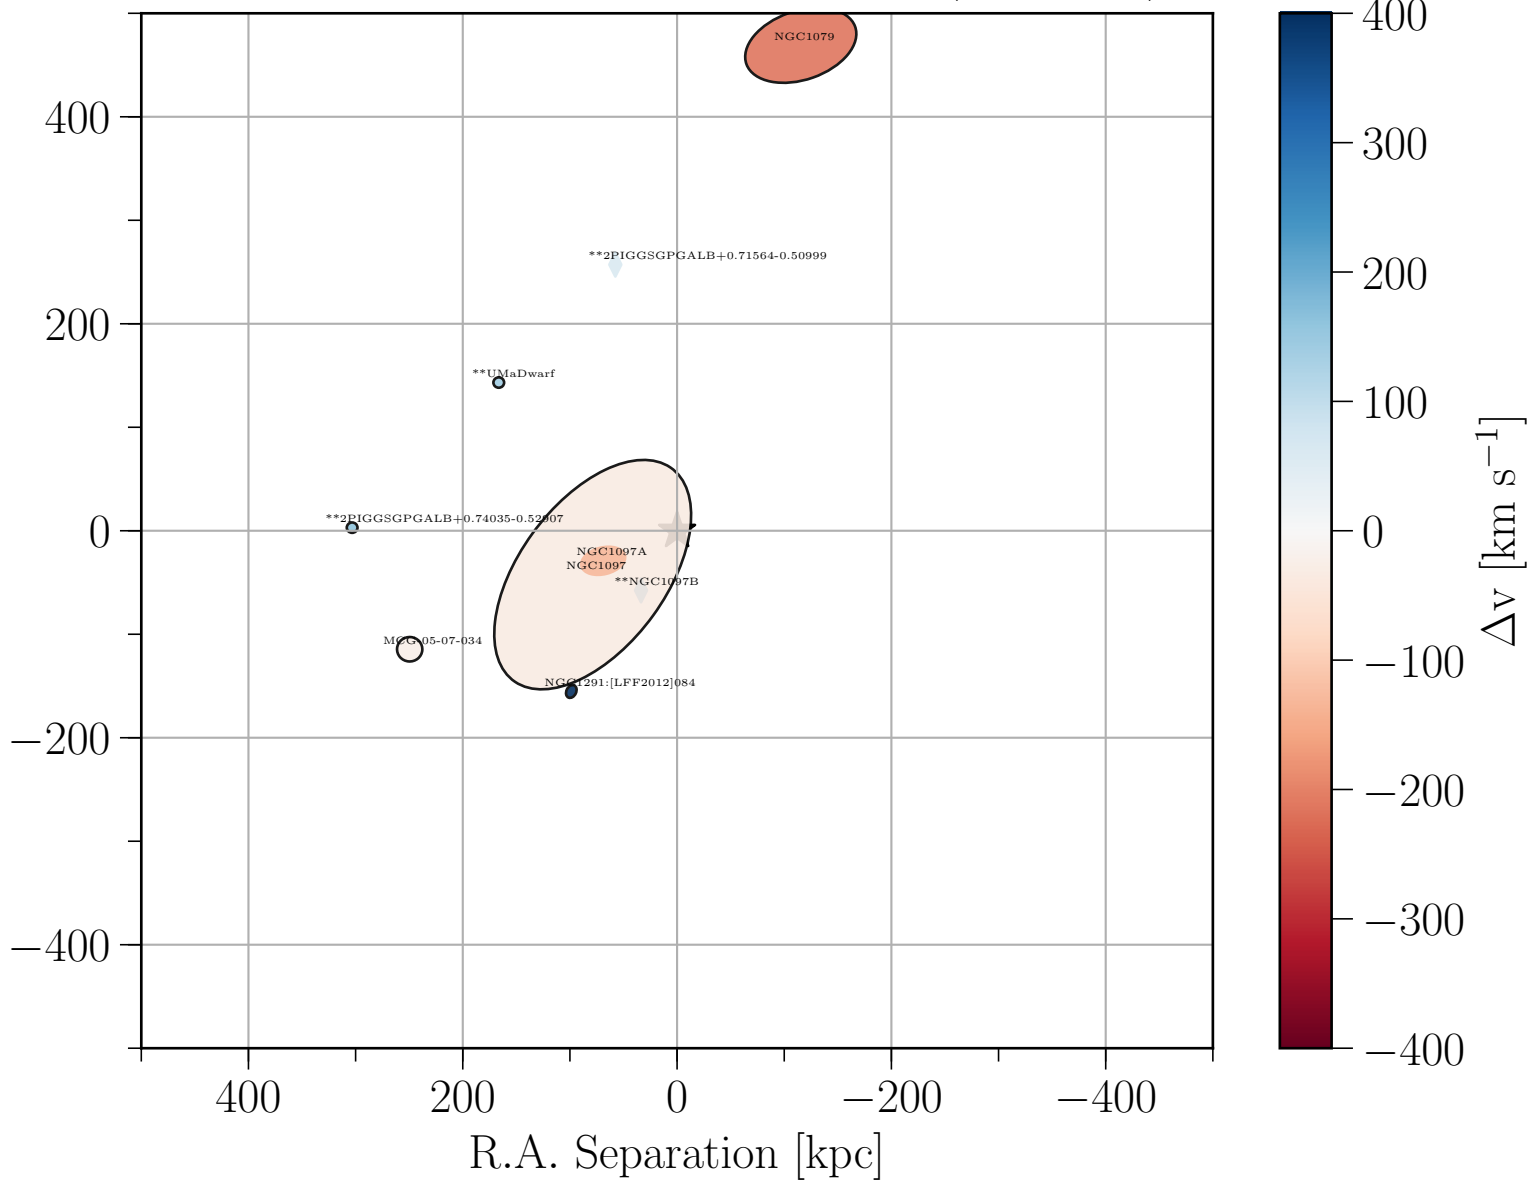 NGC1079
400
300
200
100
0
−100
−200
−300
−400
Δv [km s−1]
400
200
0
−200
−400
**2PIGGSGPGALB+0.71564-0.50999
**UMaDwarf
**2PIGGSGPGALB+0.74035-0.52907
NGC1097A
NGC1097
**NGC1097B
MCG-05-07-034
NGC1291:[LFF2012]084
400
200
0
−200
−400
R.A. Separation [kpc]